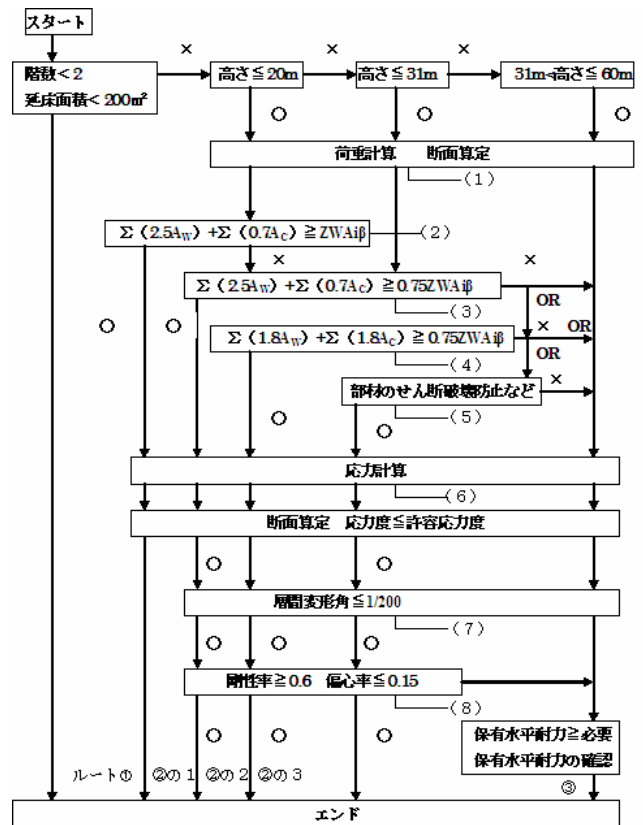 スタート
×
×
×
階数<2
延床面積<200㎡
高さ≦20m
高さ≦31m
31m<高さ≦60m
○
○
○
荷重計算 断面算定
(1)
Σ(2.5AW)+Σ(0.7AC)≧ZWAiβ
(2)
×
×
Σ(2.5AW)+Σ(0.7AC)≧0.75ZWAiβ
(3)
OR
○
○
Σ(1.8AW)+Σ(1.8AC)≧0.75ZWAiβ
× OR
(4)
OR
部材のせん断破壊防止など
×
(5)
○
○
応力計算
(6)
断面算定 応力度≦許容応力度
○
○
層間変形角≦1/200
(7)
○
○
○
剛性率≧0.6 偏心率≦0.15
(8)
○
○
○
保有水平耐力≧必要
保有水平耐力の確認
ルート① ②の1 ②の2 ②の3
③
エンド